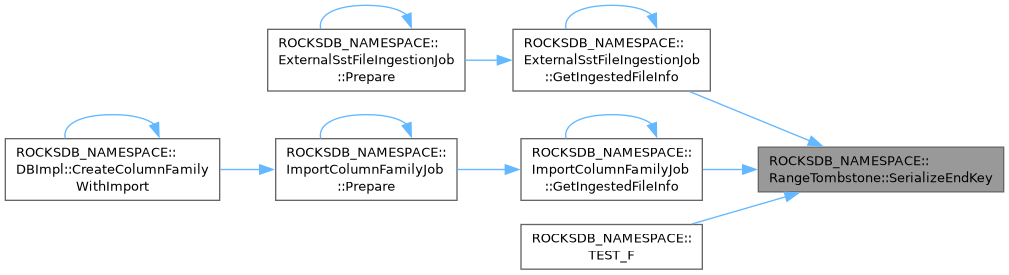 ROCKSDB_NAMESPACE::
ExternalSstFileIngestionJob
::Prepare
ROCKSDB_NAMESPACE::
ExternalSstFileIngestionJob
::GetIngestedFileInfo
ROCKSDB_NAMESPACE::
DBImpl::CreateColumnFamily
WithImport
ROCKSDB_NAMESPACE::
ImportColumnFamilyJob
::Prepare
ROCKSDB_NAMESPACE::
ImportColumnFamilyJob
::GetIngestedFileInfo
ROCKSDB_NAMESPACE::
RangeTombstone::SerializeEndKey
ROCKSDB_NAMESPACE::
TEST_F